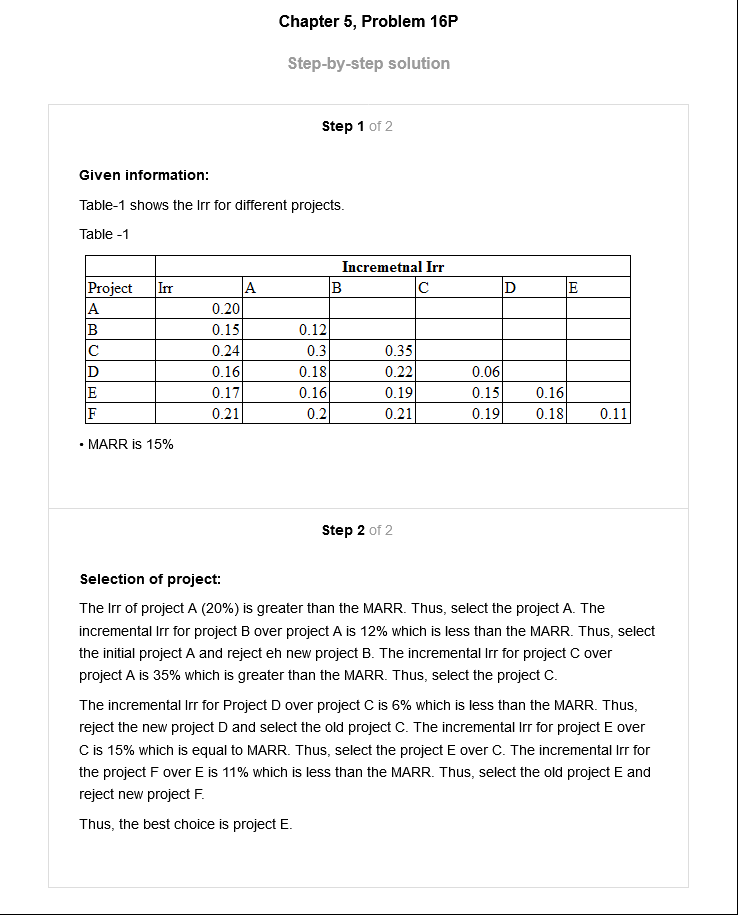 Chapter 5, Problem 16P
Step-by-step solution
Step 1 of 2
Given information:
Table-1 shows the Irr for different projects.
Table -1
Incremetnal Irr
Project Irr A B C D E
A 0.20
B 0.15 0.12
C 0.24 0.3 0.35
D 0.16 0.18 0.22 0.06
E 0.17 0.16 0.19 0.15 0.16
F 0.21 0.2 0.21 0.19 0.18 0.11
• MARR is 15%
Step 2 of 2
Selection of project:
The Irr of project A (20%) is greater than the MARR. Thus, select the project A. The
incremental Irr for project B over project A is 12% which is less than the MARR. Thus, select
the initial project A and reject eh new project B. The incremental Irr for project C over
project A is 35% which is greater than the MARR. Thus, select the project C.
The incremental Irr for Project D over project C is 6% which is less than the MARR. Thus,
reject the new project D and select the old project C. The incremental Irr for project E over
C is 15% which is equal to MARR. Thus, select the project E over C. The incremental Irr for
the project F over E is 11% which is less than the MARR. Thus, select the old project E and
reject new project F.
Thus, the best choice is project E.